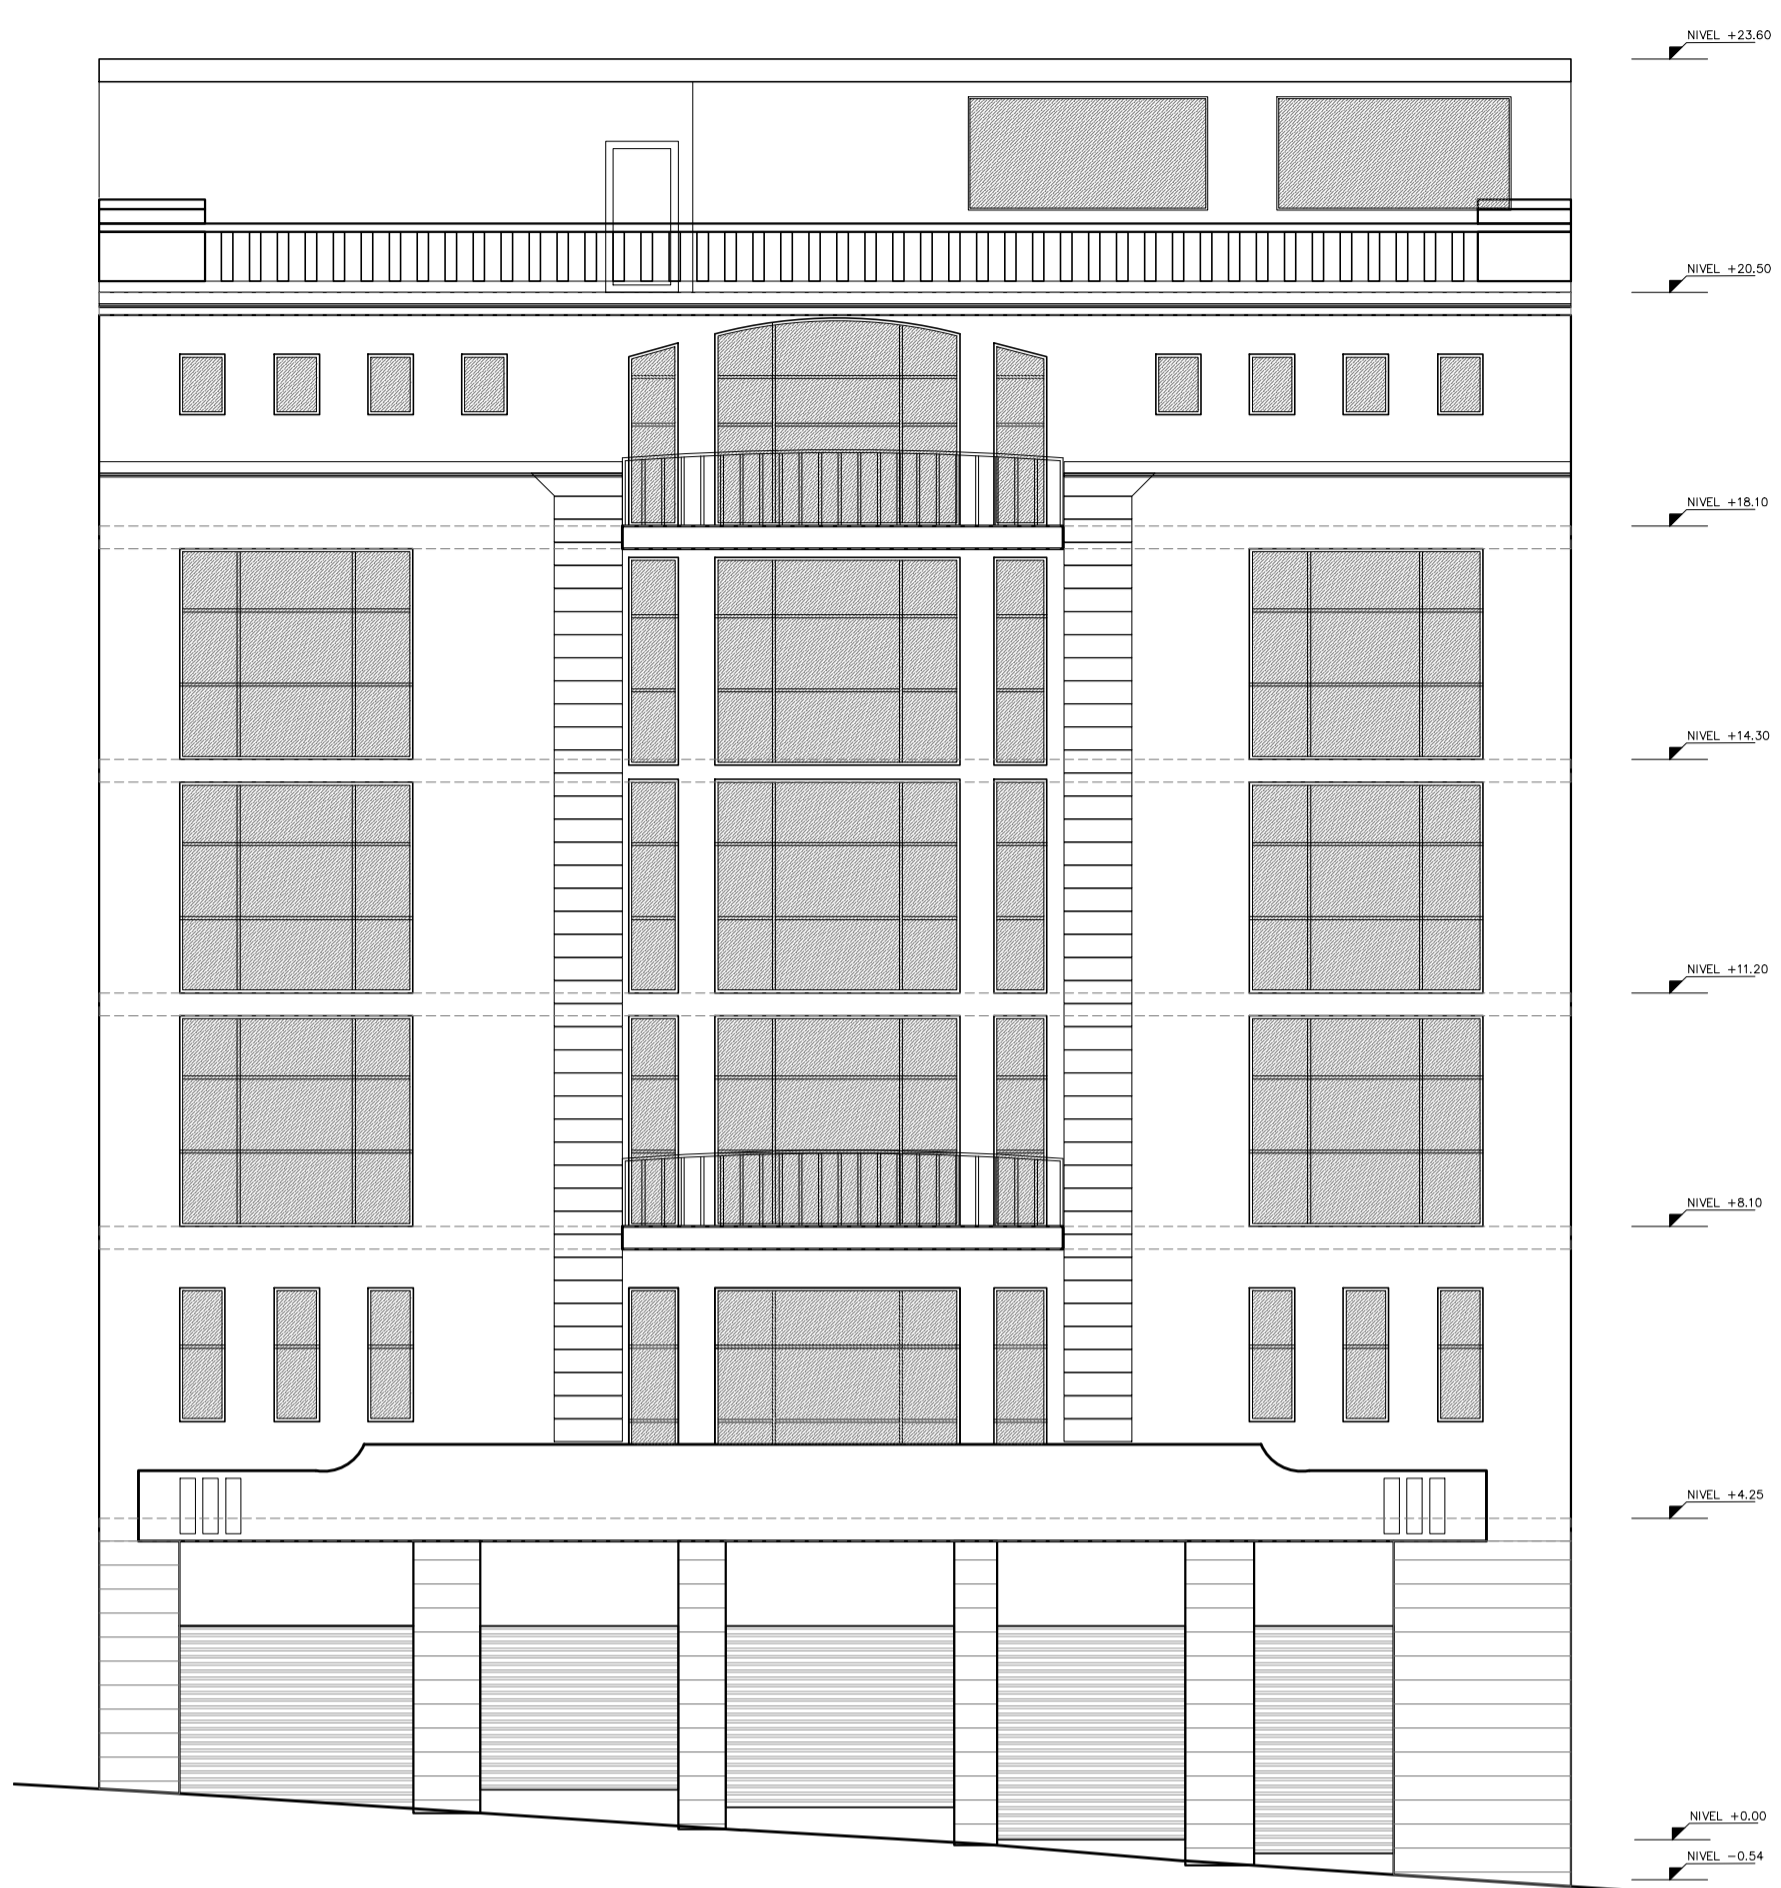 NIVEL +23.60
NIVEL +20.50
NIVEL +18.10
NIVEL +14.30
NIVEL +11.20
NIVEL +8.10
NIVEL +4.25
NIVEL +0.00
NIVEL -0.54